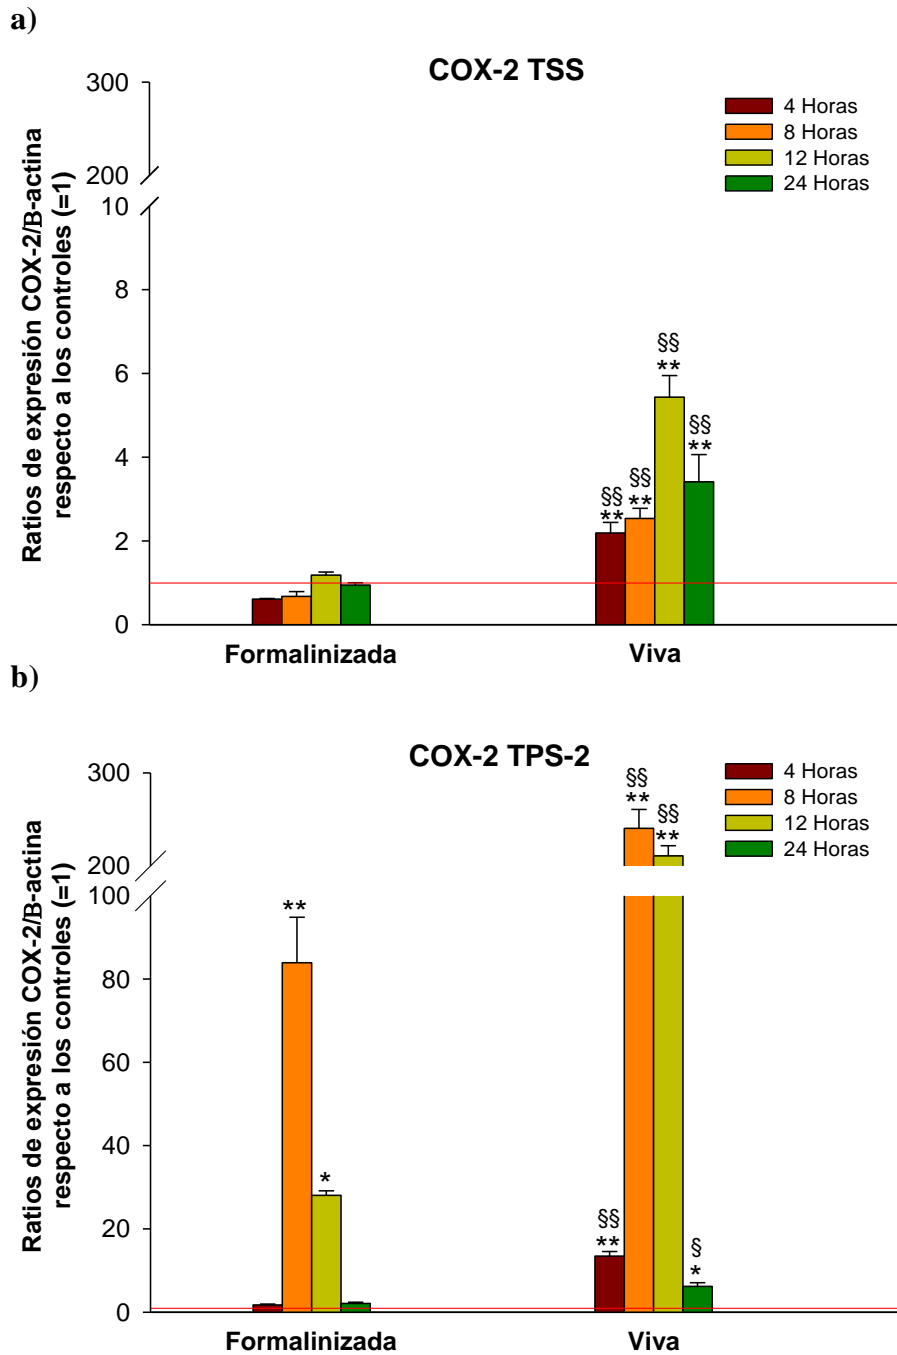 a)
COX-2 TSS
300
200
10
8
6
4
2
0
Ratios de expresión COX-2/B-actina
respecto a los controles (=1)
4 Horas
8 Horas
12 Horas
24 Horas
§§
**
§§
**
§§
**
§§
**
Formalinizada
Viva
b)
COX-2 TPS-2
300
200
100
80
60
40
20
0
Ratios de expresión COX-2/B-actina
respecto a los controles (=1)
4 Horas
8 Horas
12 Horas
24 Horas
**
*
§§
**
§§
**
§§
**
§
*
Formalinizada
Viva